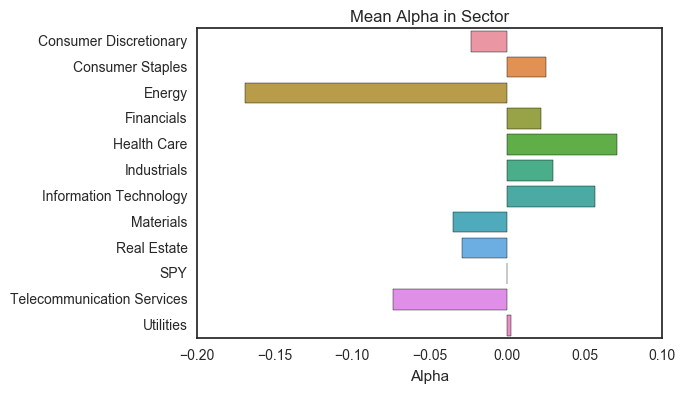 Mean Alpha in Sector
Consumer Discretionary
Consumer Staples
Energy
Financials
Health Care
Industrials
Information Technology
Materials
Real Estate
SPY
Telecommunication Services
Utilities
−0.20 −0.15 −0.10 −0.05 0.00 0.05 0.10
Alpha